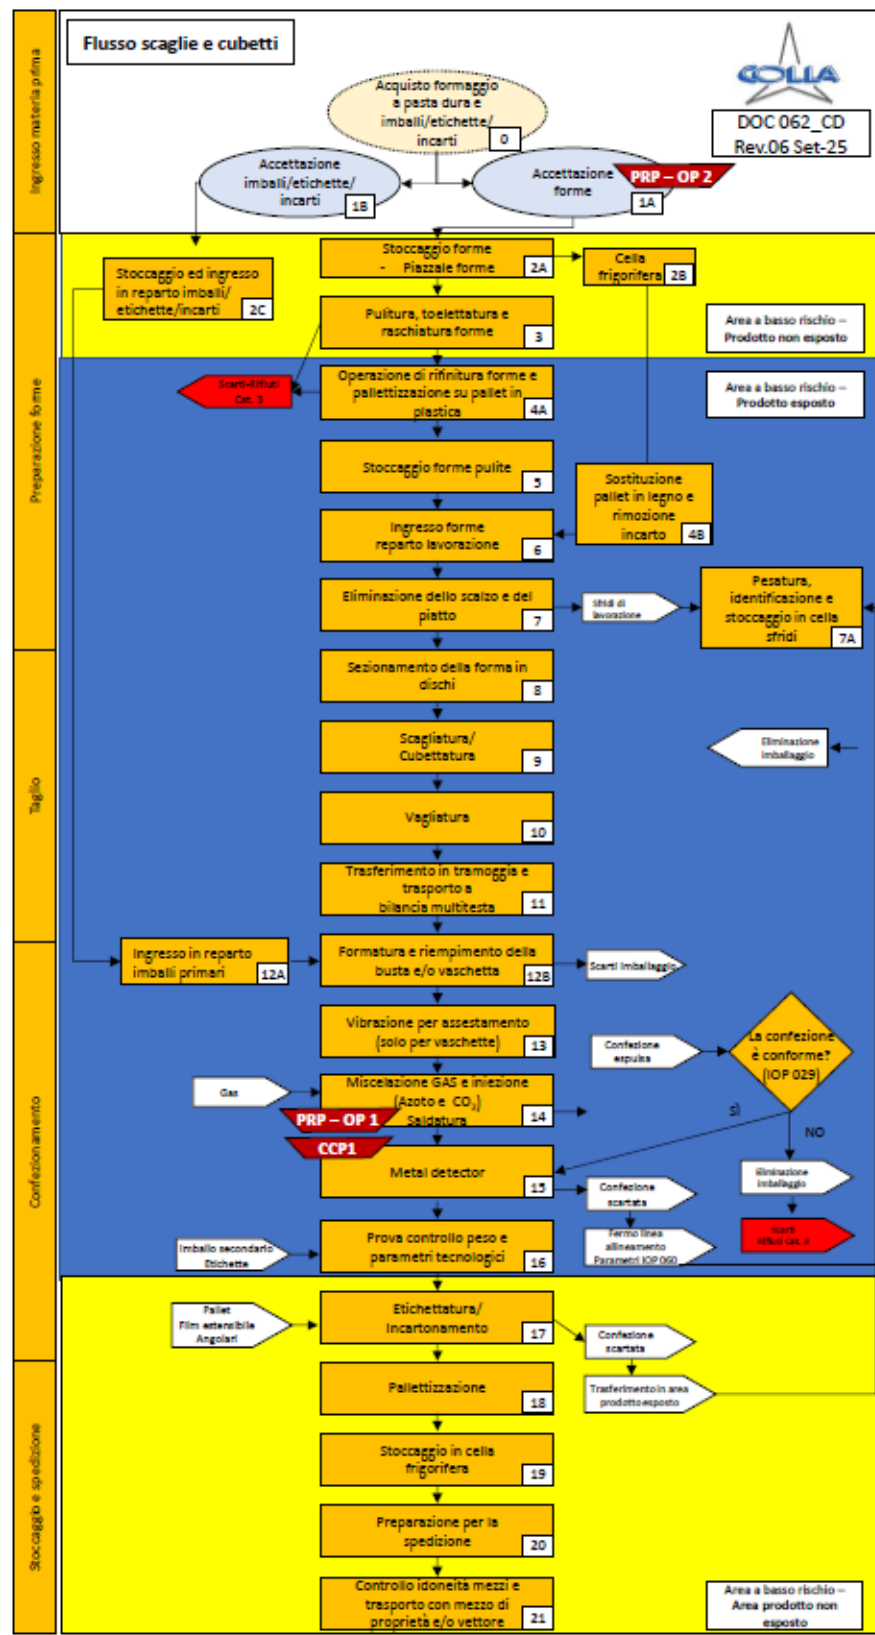 Flusso scaglie e cubetti
COLLA
DOC 062_CD
Rev.06 Set-25
Ingresso materia prima
Acquisto formaggio
a pasta dura e
imballi/etichette/
incarti
0
Accettazione
imballi/etichette/
incarti
1B
Accettazione
forme
1A
PRP – OP 2
Preparazione forme
Stoccaggio forme
- Piazzale forme
2A
Cella
frigorifera
2B
Stoccaggio ed ingresso
in reparto imballi/
etichette/incarti
2C
Pulitura, toelettatura e
raschiatura forme
3
Area a basso rischio –
Prodotto non esposto
Area a basso rischio –
Prodotto esposto
Scarti-Rifiuti
Cat. 3
Operazione di rifinitura forme e
pallettizzazione su pallet in
plastica
4A
Stoccaggio forme pulite
5
Sostituzione
pallet in legno e
rimozione
incarto
4B
Ingresso forme
reparto lavorazione
6
Eliminazione dello scalzo e del
piatto
7
Sfridi di
lavorazione
Pesatura,
identificazione e
stoccaggio in cella
sfridi
7A
Taglio
Sezionamento della forma in
dischi
8
Scagliatura/
Cubettatura
9
Eliminazione
imballaggio
Vagliatura
10
Trasferimento in tramoggia e
trasporto a
bilancia multitesta
11
Confezionamento
Ingresso in reparto
imballi primari
12A
Formatura e riempimento della
busta e/o vaschetta
12B
Scarti imballaggio
Vibrazione per assestamento
(solo per vaschette)
13
Confezione
espulsa
La confezione
è conforme?
(IOP 029)
Gas
Miscelazione GAS e iniezione
(Azoto e CO₂)
Saldatura
14
PRP – OP 1
SÌ
NO
CCP1
Metal detector
15
Confezione
scartata
Eliminazione
imballaggio
Fermo linea
allineamento
Parametri IOP 060
Scarti
Rifiuti cat. 3
Imballo secondario
Etichette
Prova controllo peso e
parametri tecnologici
16
Pallet
Film estensibile
Angolari
Etichettatura/
Incartonamento
17
Confezione
scartata
Stoccaggio e spedizione
Pallettizzazione
18
Trasferimento in area
prodotto esposto
Stoccaggio in cella
frigorifera
19
Preparazione per la
spedizione
20
Controllo idoneità mezzi e
trasporto con mezzo di
proprietà e/o vettore
21
Area a basso rischio –
Area prodotto non
esposto